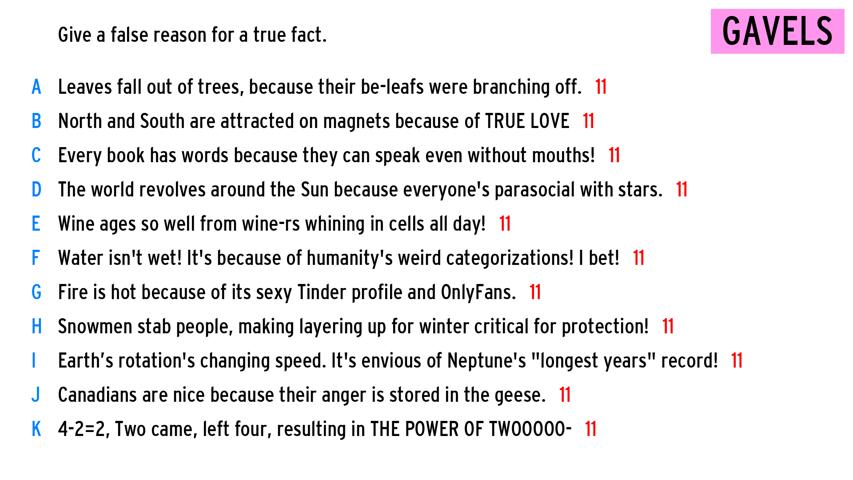 Give a false reason for a true fact.
GAVELS
A Leaves fall out of trees, because their be-leafs were branching off. 11
B North and South are attracted on magnets because of TRUE LOVE 11
C Every book has words because they can speak even without mouths! 11
D The world revolves around the Sun because everyone's parasocial with stars. 11
E Wine ages so well from wine-rs whining in cells all day! 11
F Water isn't wet! It's because of humanity's weird categorizations! I bet! 11
G Fire is hot because of its sexy Tinder profile and OnlyFans. 11
H Snowmen stab people, making layering up for winter critical for protection! 11
I Earth’s rotation's changing speed. It's envious of Neptune's "longest years" record! 11
J Canadians are nice because their anger is stored in the geese. 11
K 4-2=2, Two came, left four, resulting in THE POWER OF TWOOOOO- 11